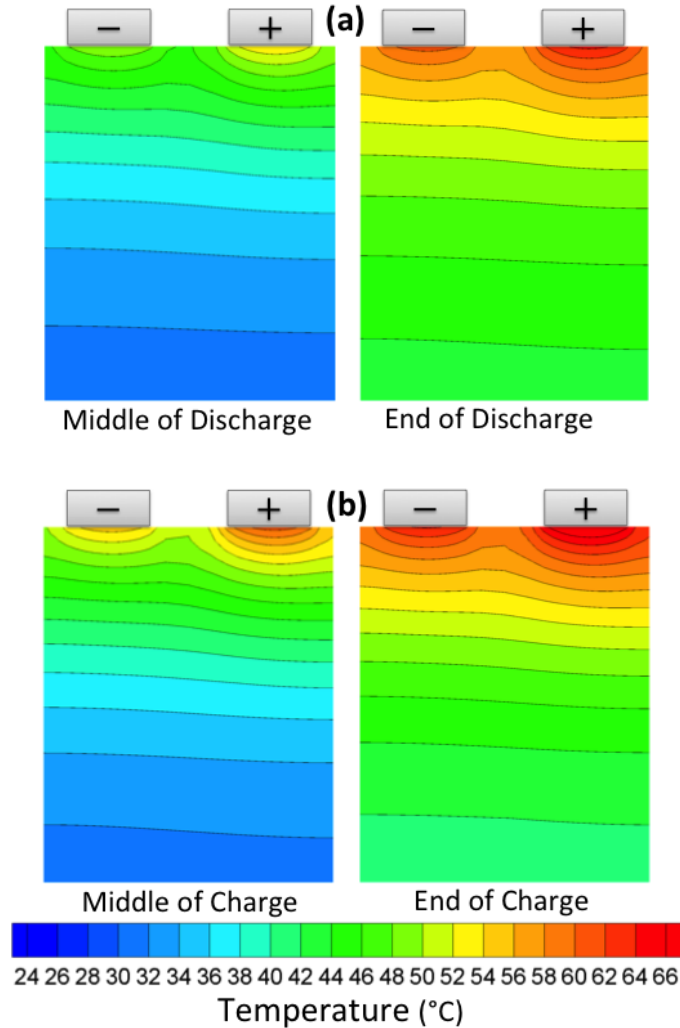 − + (a)
Middle of Discharge End of Discharge
− + (b)
Middle of Charge End of Charge
24 26 28 30 32 34 36 38 40 42 44 46 48 50 52 54 56 58 60 62 64 66
Temperature (°C)